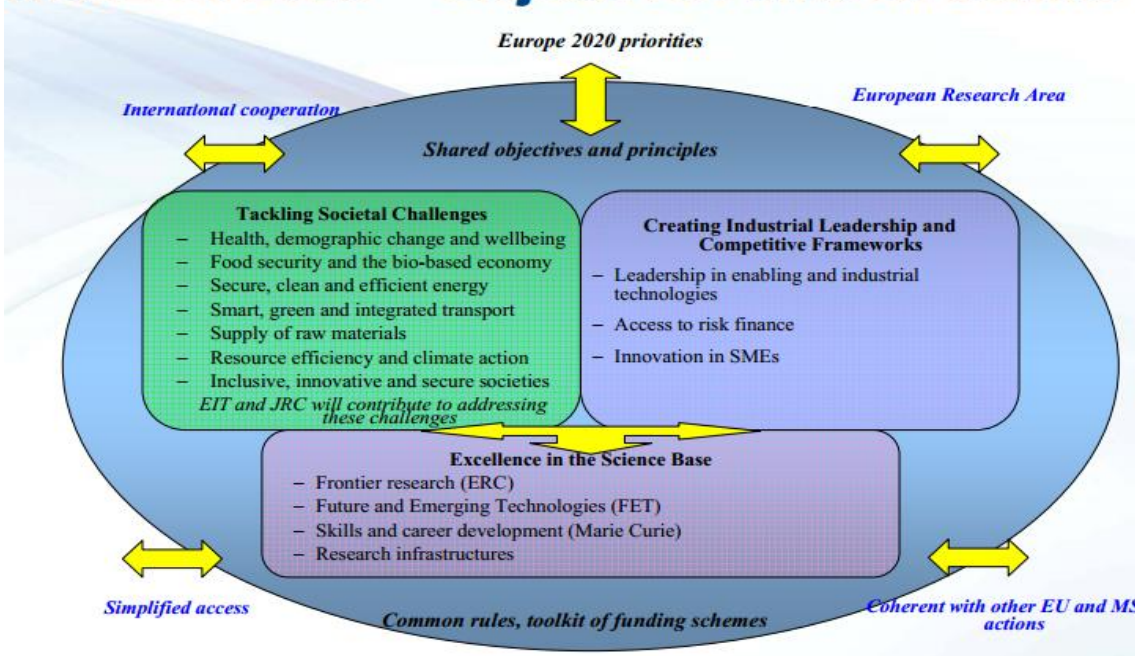 Europe 2020 priorities
International cooperation
European Research Area
Shared objectives and principles
Tackling Societal Challenges
– Health, demographic change and wellbeing
– Food security and the bio-based economy
– Secure, clean and efficient energy
– Smart, green and integrated transport
– Supply of raw materials
– Resource efficiency and climate action
– Inclusive, innovative and secure societies
EIT and JRC will contribute to addressing
these challenges
Creating Industrial Leadership and
Competitive Frameworks
– Leadership in enabling and industrial
technologies
– Access to risk finance
– Innovation in SMEs
Excellence in the Science Base
– Frontier research (ERC)
– Future and Emerging Technologies (FET)
– Skills and career development (Marie Curie)
– Research infrastructures
Simplified access
Common rules, toolkit of funding schemes
Coherent with other EU and MS
actions